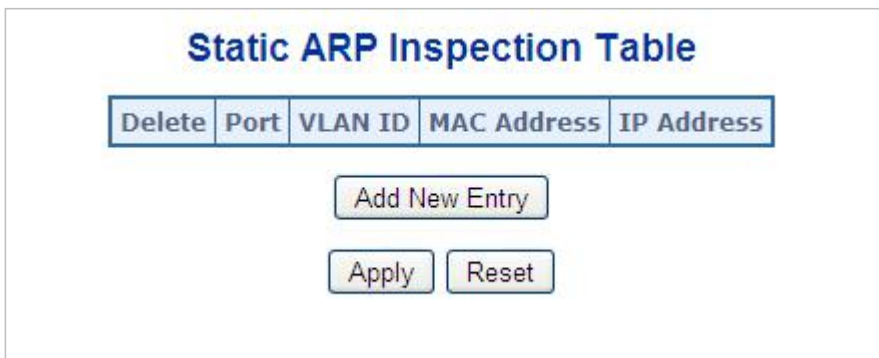 Static ARP Inspection Table
Delete Port VLAN ID MAC Address IP Address
Add New Entry
Apply Reset